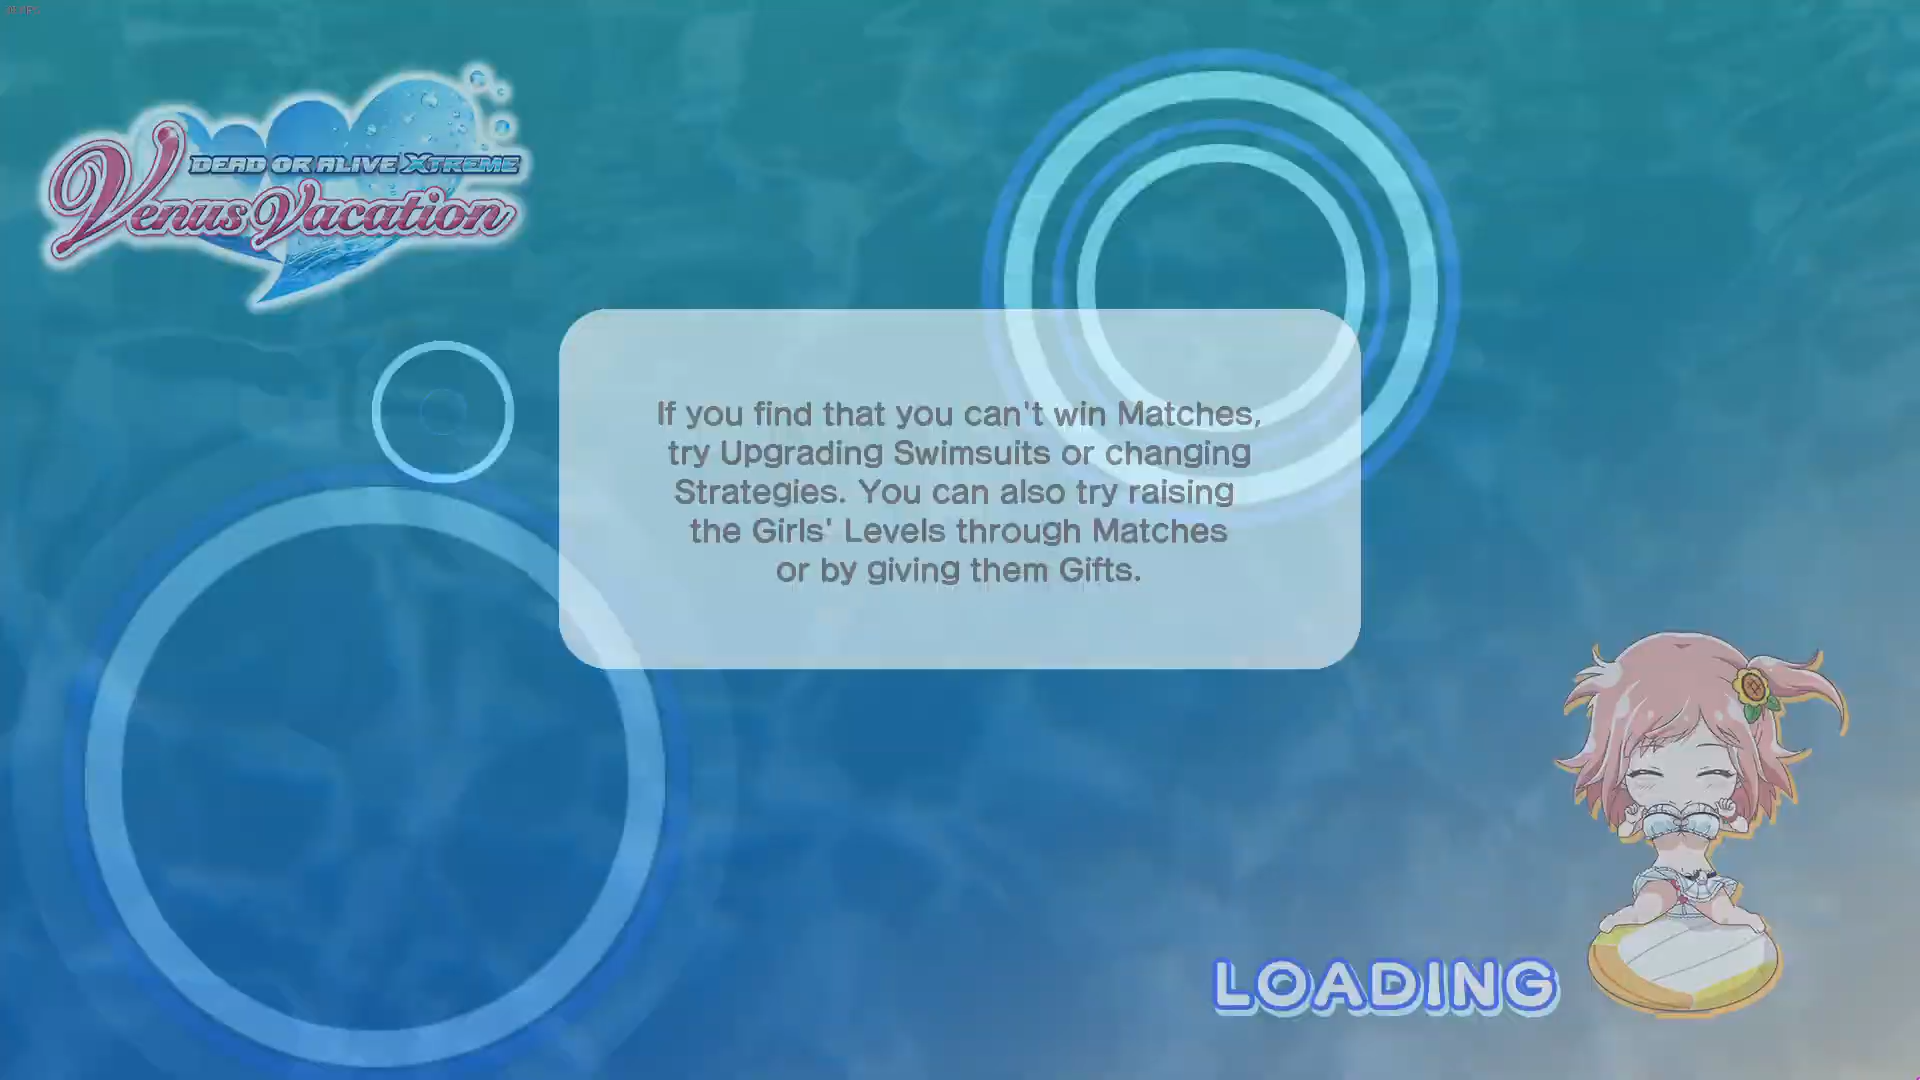 DEAD OR ALIVE XTREME
Venus Vacation
If you find that you can't win Matches,
try Upgrading Swimsuits or changing
Strategies. You can also try raising
the Girls' Levels through Matches
or by giving them Gifts.
LOADING